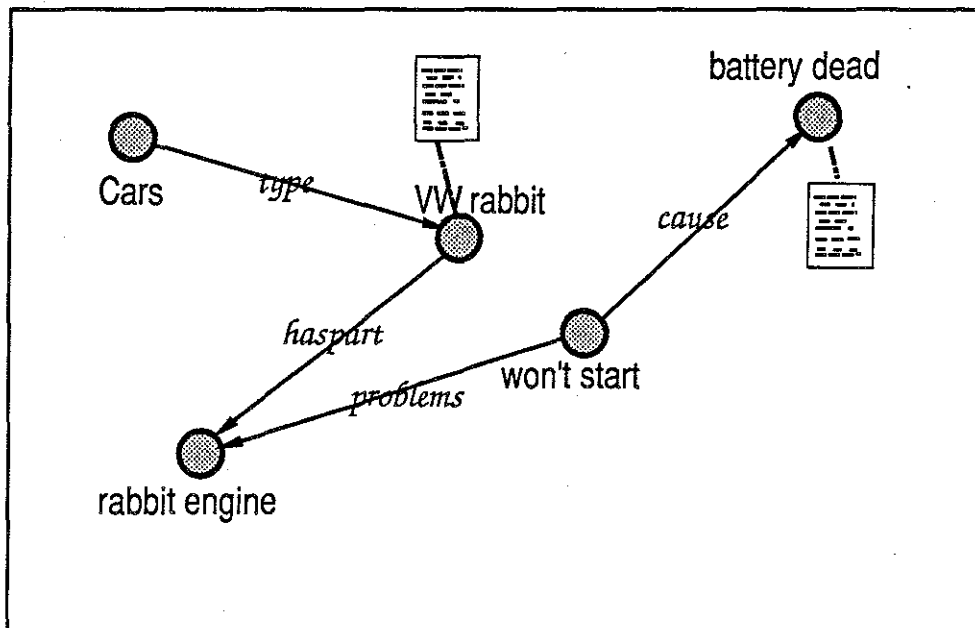 battery dead
Cars
type
VW rabbit
cause
haspart
won't start
problems
rabbit engine